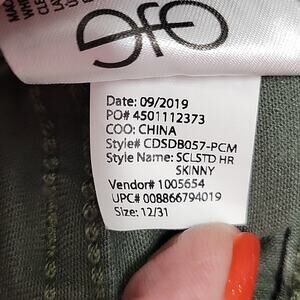 Date: 09/2019
PO# 4501112373
COO: CHINA
Style# CDSDB057-PCM
Style Name: SCLSTD HR
SKINNY
Vendor# 1005654
UPC# 008866794019
Size: 12/31